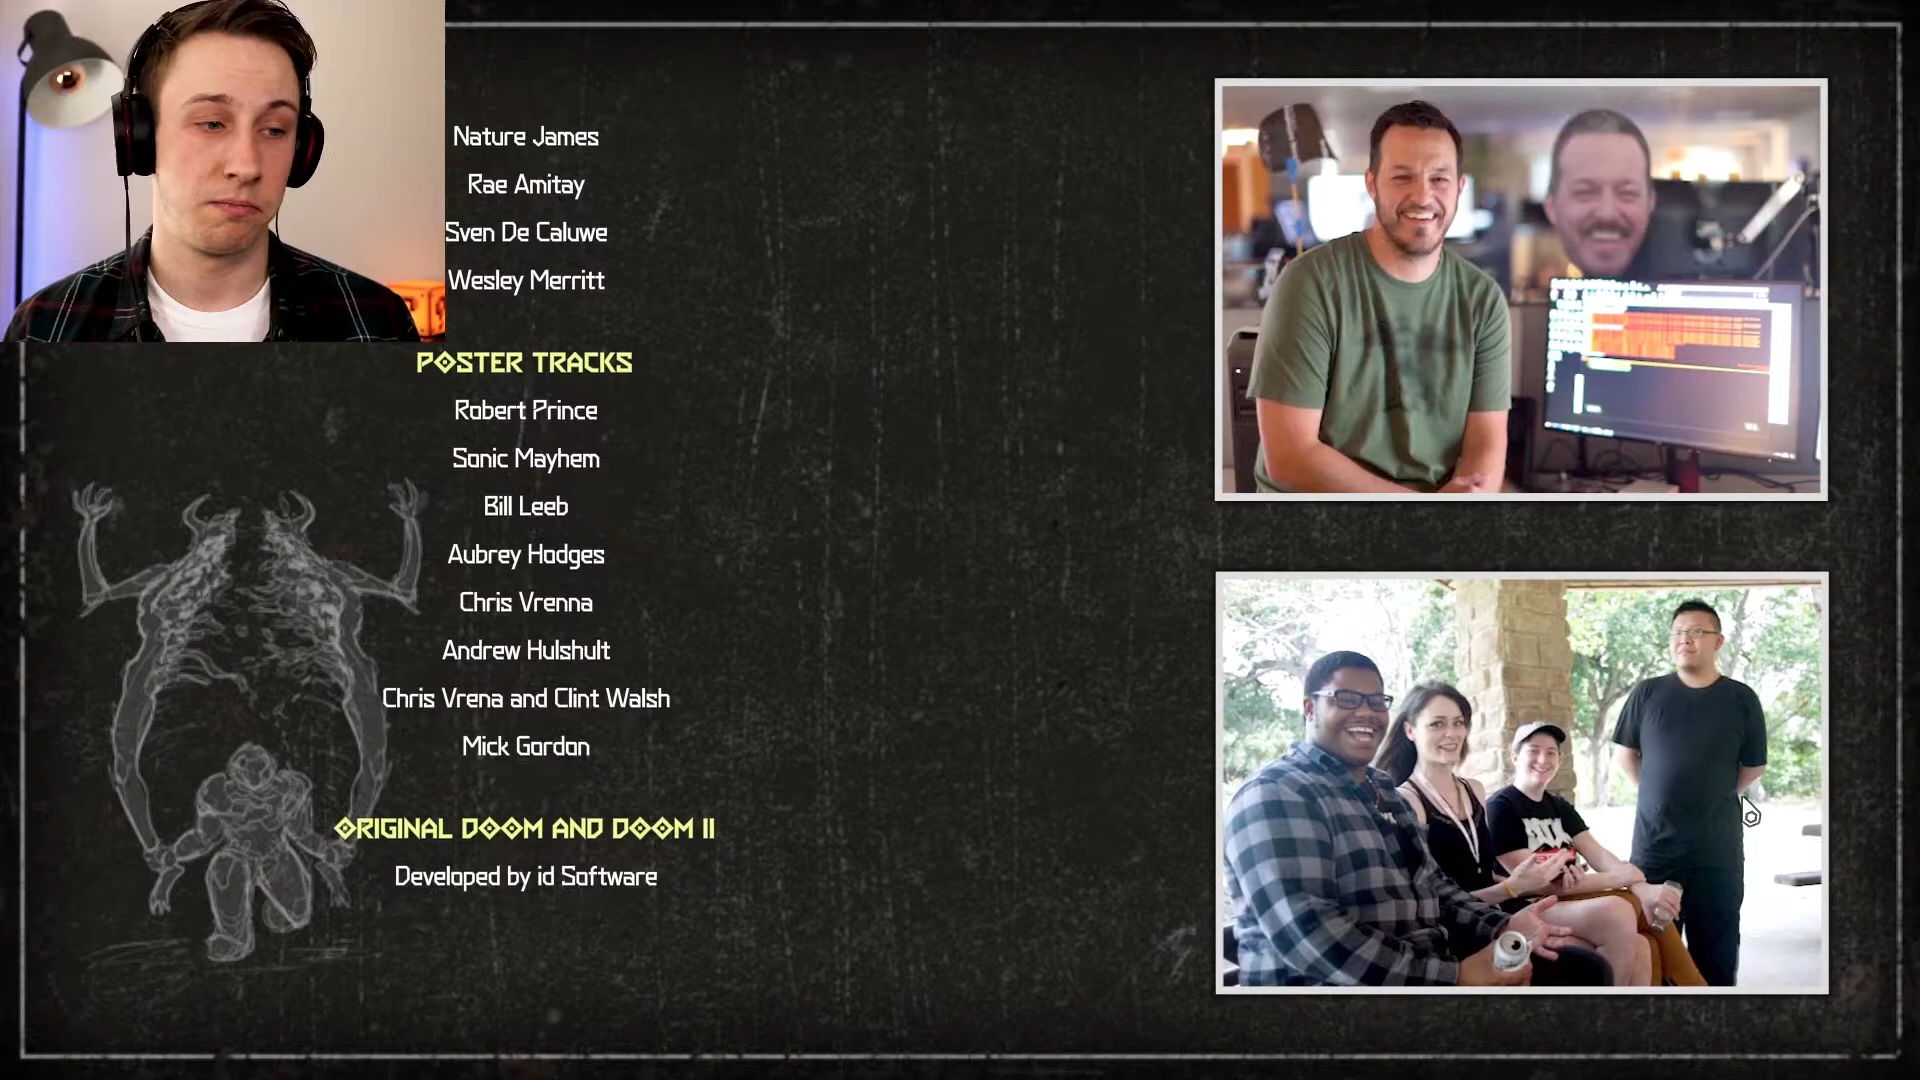 Nature James
Rae Amitay
Sven De Caluwe
Wesley Merritt
POSTER TRACKS
Robert Prince
Sonic Mayhem
Bill Leeb
Aubrey Hodges
Chris Vrenna
Andrew Hulshult
Chris Vrena and Clint Walsh
Mick Gordon
ORIGINAL DOOM AND DOOM II
Developed by id Software